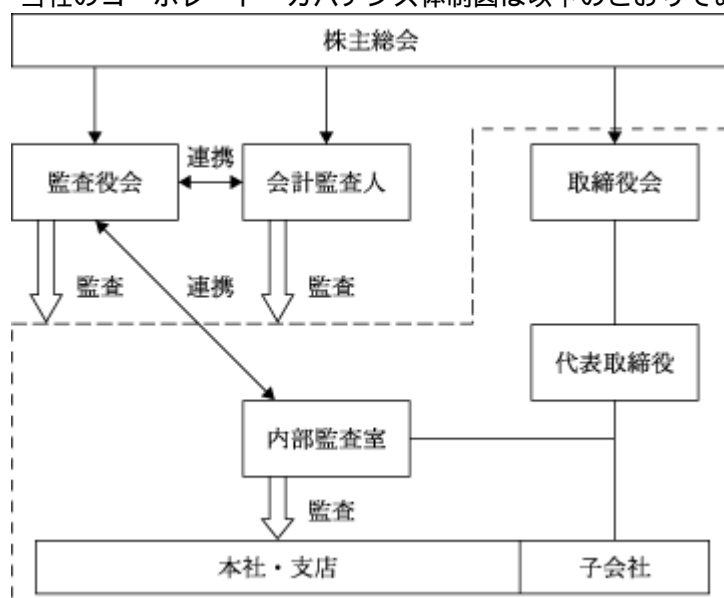 当社のコーポレート・ガバナンス体制図は以下のとおりであ
株主総会
連携
監査役会
会計監査人
取締役会
監査
連携
監査
代表取締役
内部監査室
監査
本社・支店
子会社